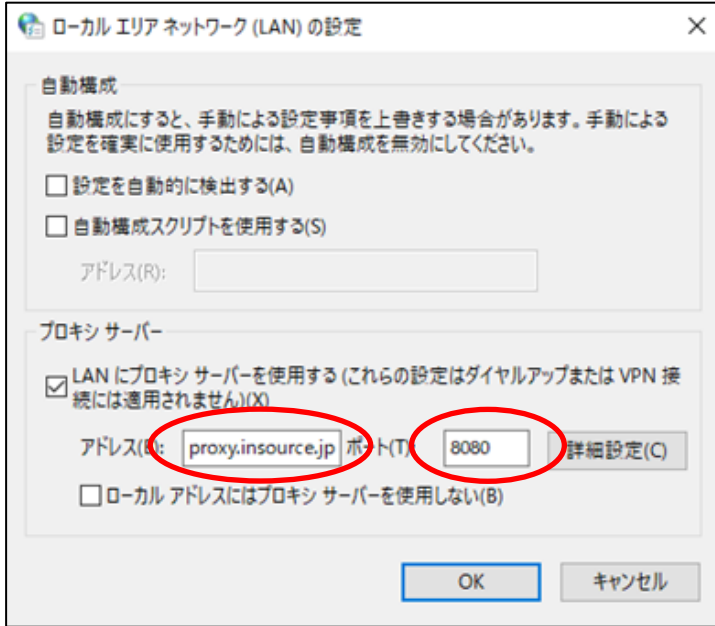 ローカル エリア ネットワーク (LAN) の設定
自動構成
自動構成にすると、手動による設定事項を上書きする場合があります。手動による
設定を確実に使用するためには、自動構成を無効にしてください。
設定を自動的に検出する(A)
自動構成スクリプトを使用する(S)
アドレス(R):
プロキシ サーバー
LAN にプロキシ サーバーを使用する (これらの設定はダイヤルアップまたは VPN 接
続には適用されません)(X)
アドレス(E): proxy.insource.jp ポート(T): 8080 詳細設定(C)
ローカル アドレスにはプロキシ サーバーを使用しない(B)
OK キャンセル